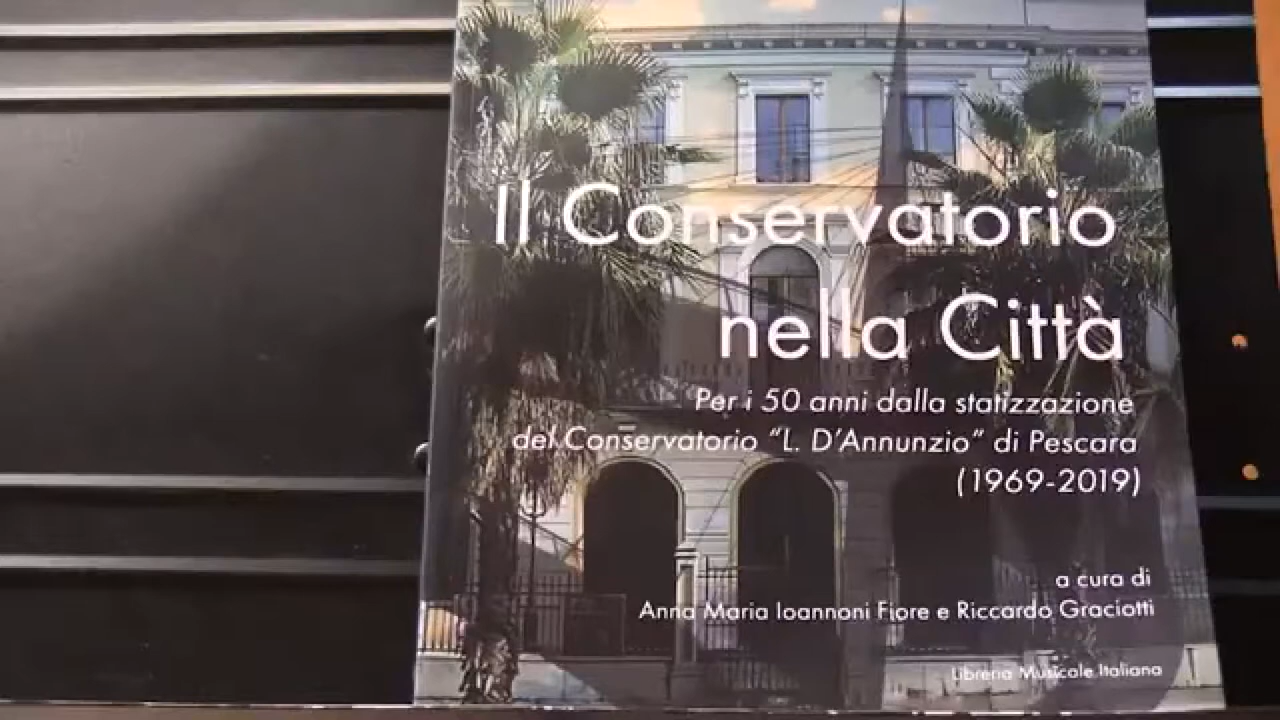 Il Conservatorio
nella Città
Per i 50 anni dalla statizzazione
del Conservatorio "L. D'Annunzio" di Pescara
(1969-2019)
a cura di
Anna Maria Ioannoni Fiore e Riccardo Graciotti
Libreria Musicale Italiana